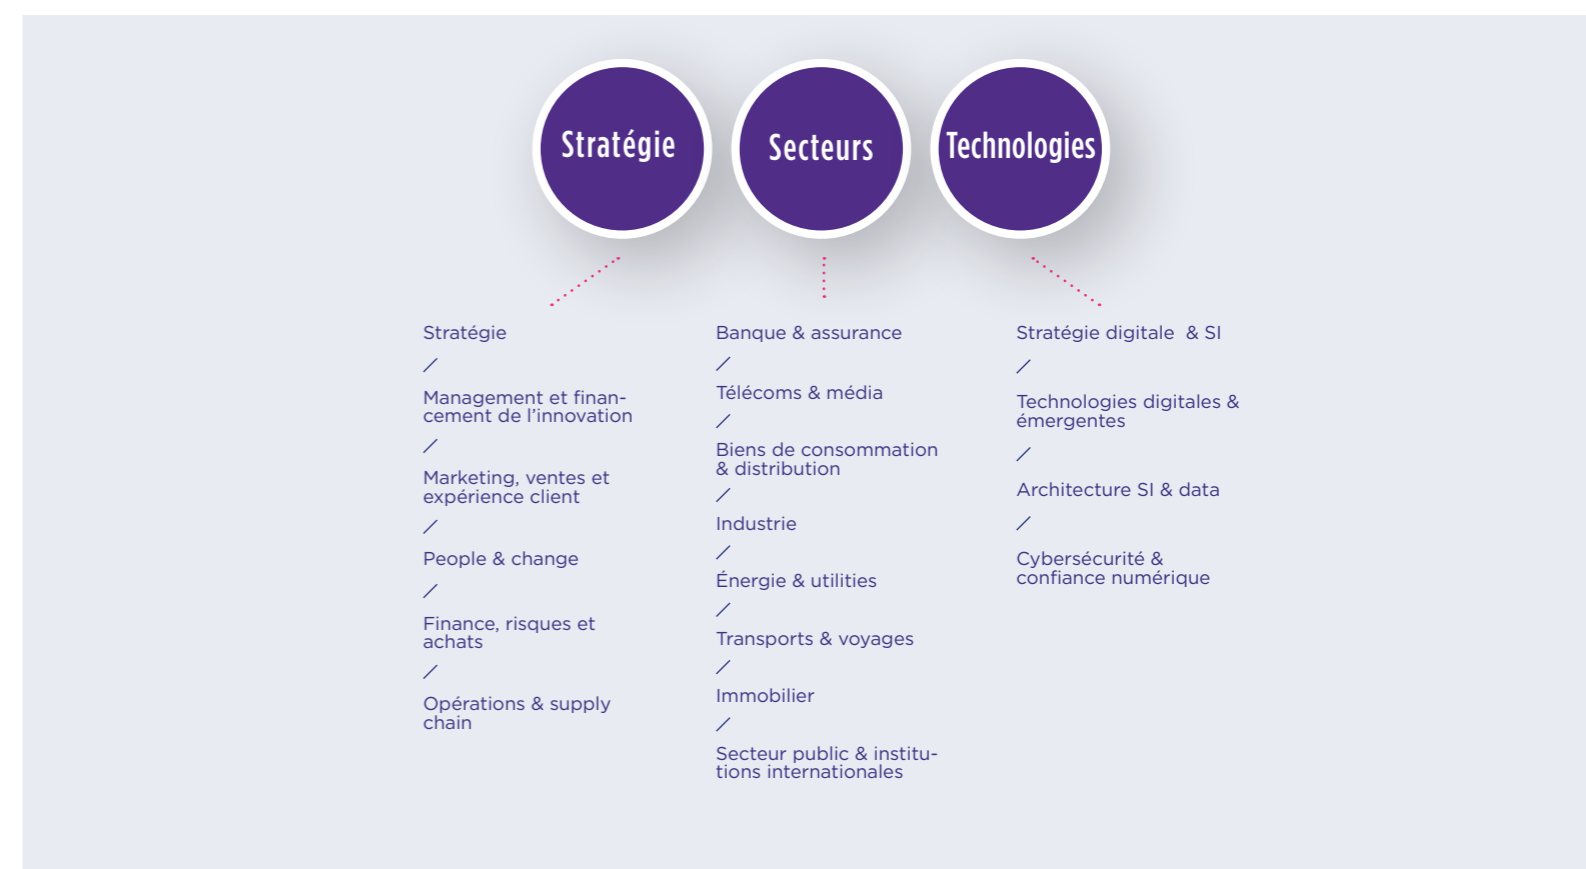 Stratégie
Secteurs
Technologies
Stratégie
/
Management et finan-
cement de l'innovation
/
Marketing, ventes et
expérience client
/
People & change
/
Finance, risques et
achats
/
Opérations & supply
chain
Banque & assurance
/
Télécoms & média
/
Biens de consommation
& distribution
/
Industrie
/
Énergie & utilities
/
Transports & voyages
/
Immobilier
/
Secteur public & institu-
tions internationales
Stratégie digitale & SI
/
Technologies digitales &
émergentes
/
Architecture SI & data
/
Cybersécurité &
confiance numérique